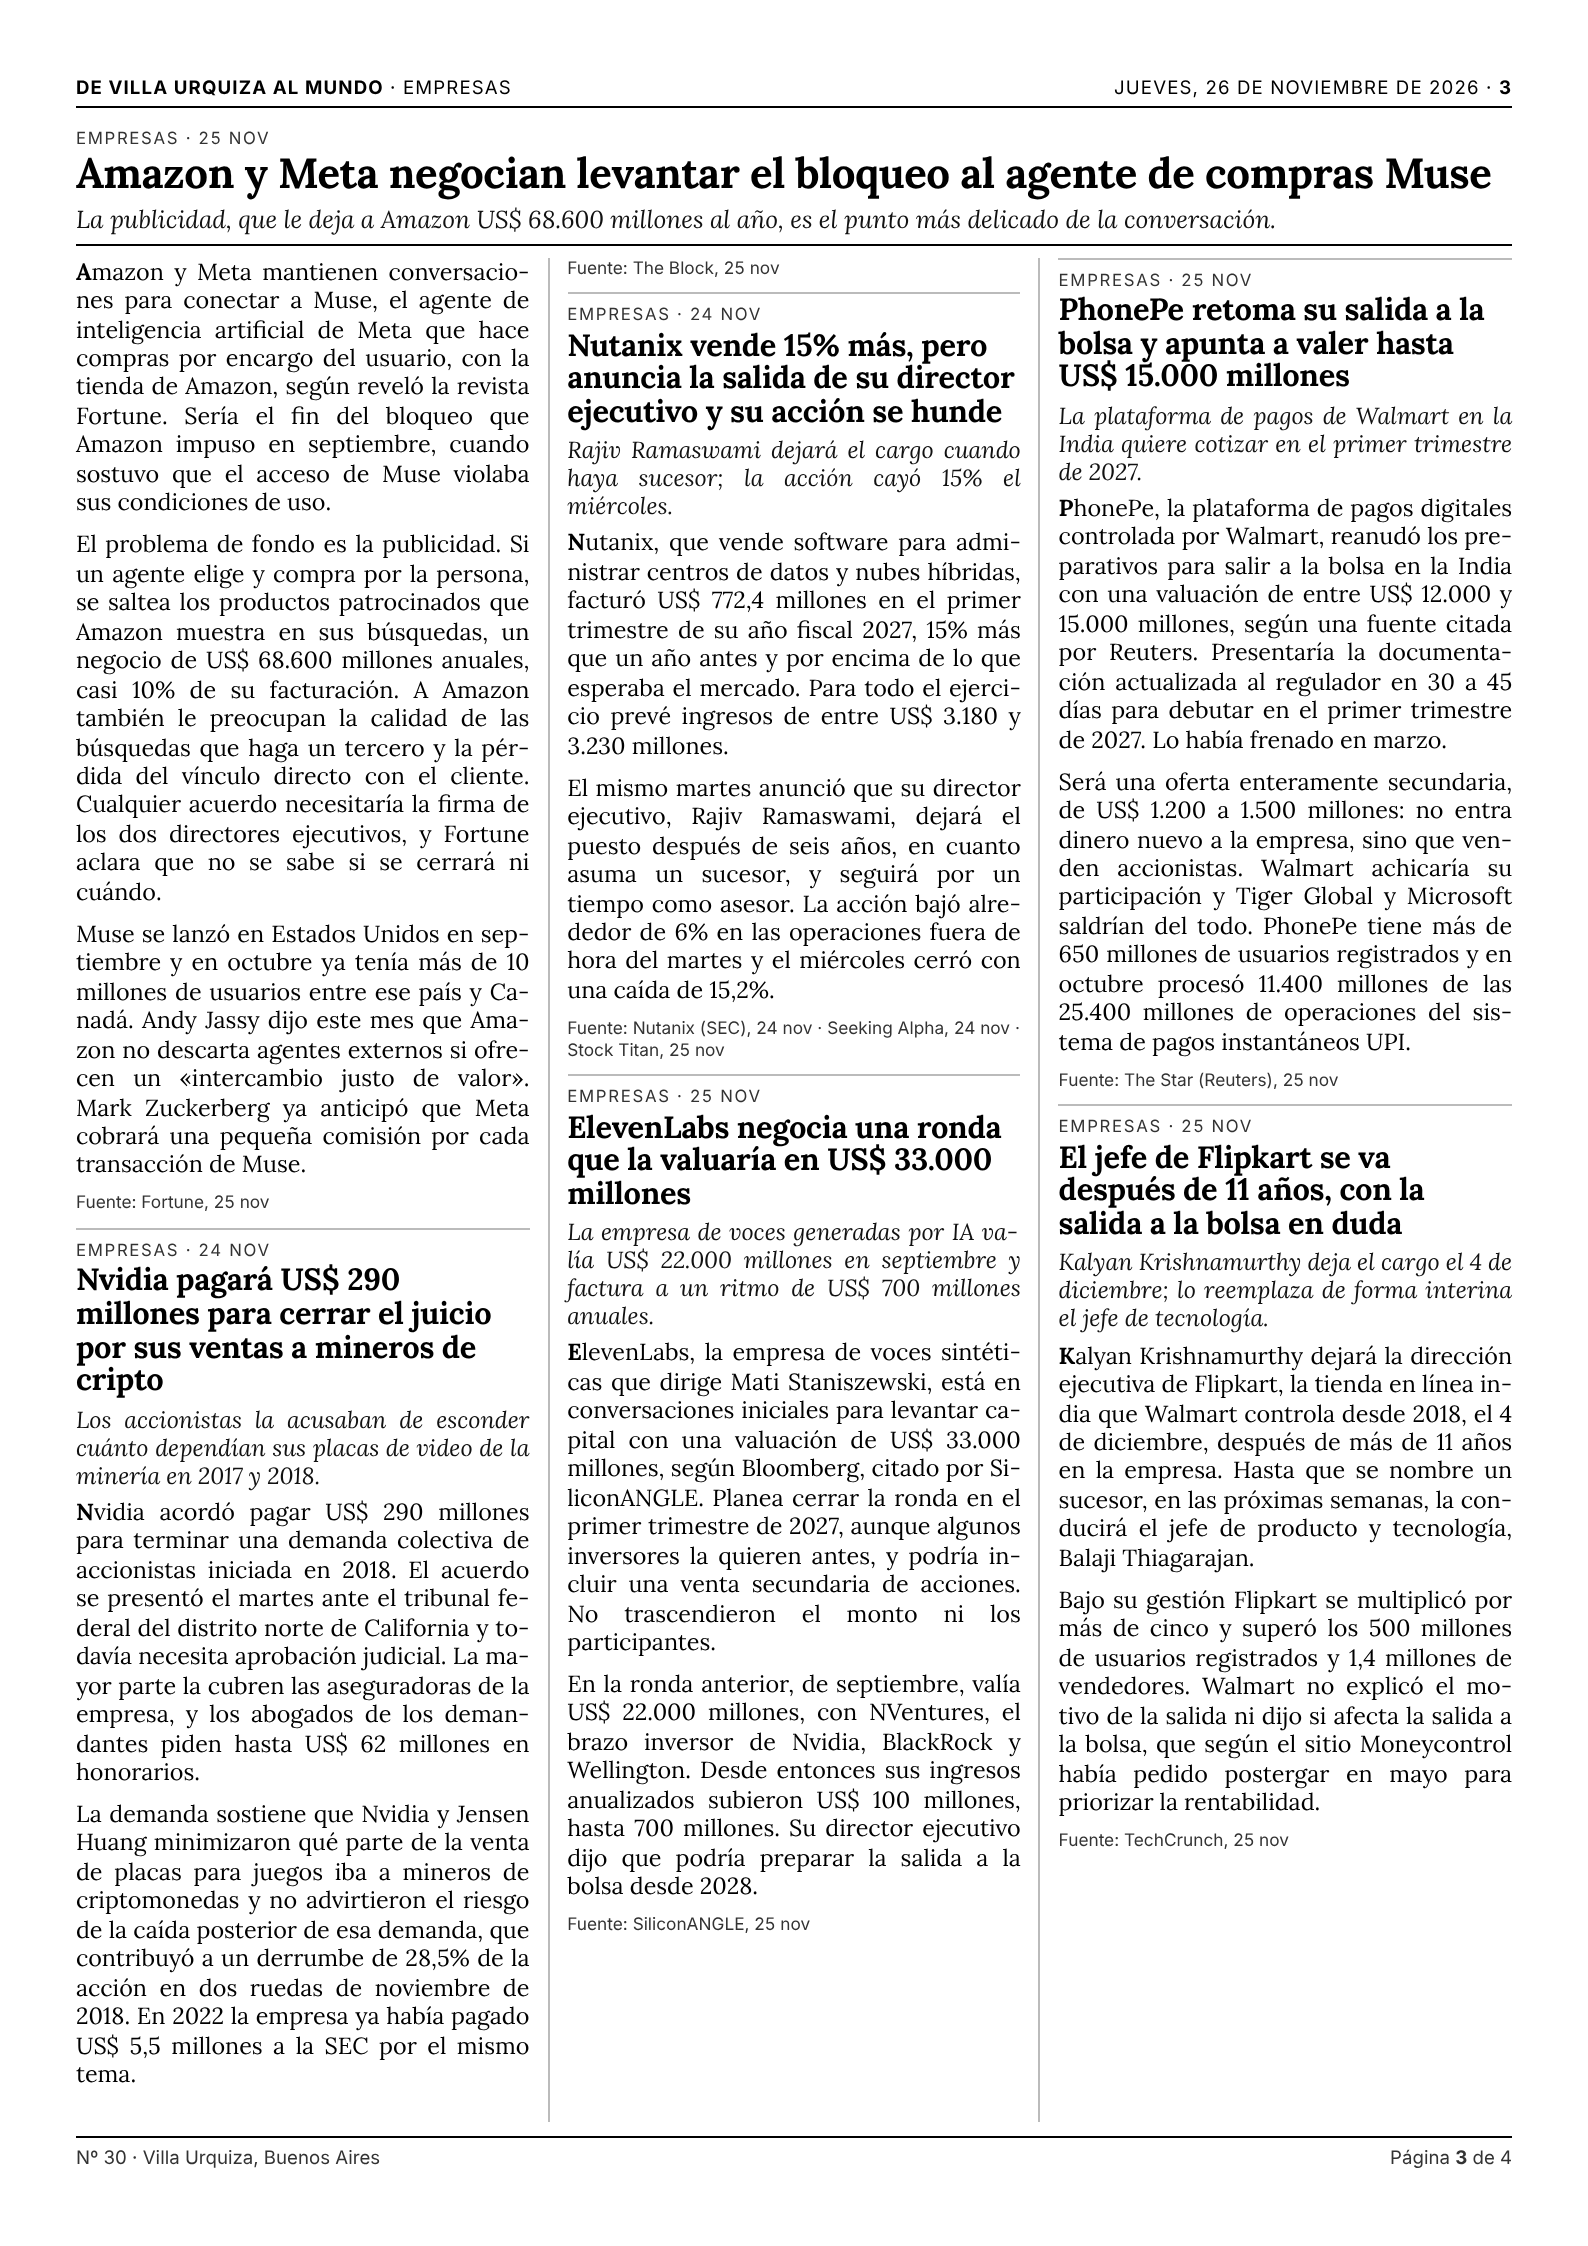 DE VILLA URQUIZA AL MUNDO · EMPRESAS
JUEVES, 26 DE NOVIEMBRE DE 2026 · 3
EMPRESAS · 25 NOV
Amazon y Meta negocian levantar el bloqueo al agente de compras Muse
La publicidad, que le deja a Amazon US$ 68.600 millones al año, es el punto más delicado de la conversación.
Amazon y Meta mantienen conversacio-
nes para conectar a Muse, el agente de
inteligencia artificial de Meta que hace
compras por encargo del usuario, con la
tienda de Amazon, según reveló la revista
Fortune. Sería el fin del bloqueo que
Amazon impuso en septiembre, cuando
sostuvo que el acceso de Muse violaba
sus condiciones de uso.
El problema de fondo es la publicidad. Si
un agente elige y compra por la persona,
se saltea los productos patrocinados que
Amazon muestra en sus búsquedas, un
negocio de US$ 68.600 millones anuales,
casi 10% de su facturación. A Amazon
también le preocupan la calidad de las
búsquedas que haga un tercero y la pér-
dida del vínculo directo con el cliente.
Cualquier acuerdo necesitaría la firma de
los dos directores ejecutivos, y Fortune
aclara que no se sabe si se cerrará ni
cuándo.
Muse se lanzó en Estados Unidos en sep-
tiembre y en octubre ya tenía más de 10
millones de usuarios entre ese país y Ca-
nadá. Andy Jassy dijo este mes que Ama-
zon no descarta agentes externos si ofre-
cen un «intercambio justo de valor».
Mark Zuckerberg ya anticipó que Meta
cobrará una pequeña comisión por cada
transacción de Muse.
Fuente: Fortune, 25 nov
EMPRESAS · 24 NOV
Nvidia pagará US$ 290
millones para cerrar el juicio
por sus ventas a mineros de
cripto
Los accionistas la acusaban de esconder
cuánto dependían sus placas de video de la
minería en 2017 y 2018.
Nvidia acordó pagar US$ 290 millones
para terminar una demanda colectiva de
accionistas iniciada en 2018. El acuerdo
se presentó el martes ante el tribunal fe-
deral del distrito norte de California y to-
davía necesita aprobación judicial. La ma-
yor parte la cubren las aseguradoras de la
empresa, y los abogados de los deman-
dantes piden hasta US$ 62 millones en
honorarios.
La demanda sostiene que Nvidia y Jensen
Huang minimizaron qué parte de la venta
de placas para juegos iba a mineros de
criptomonedas y no advirtieron el riesgo
de la caída posterior de esa demanda, que
contribuyó a un derrumbe de 28,5% de la
acción en dos ruedas de noviembre de
2018. En 2022 la empresa ya había pagado
US$ 5,5 millones a la SEC por el mismo
tema.
Fuente: The Block, 25 nov
EMPRESAS · 24 NOV
Nutanix vende 15% más, pero
anuncia la salida de su director
ejecutivo y su acción se hunde
Rajiv Ramaswami dejará el cargo cuando
haya sucesor; la acción cayó 15% el
miércoles.
Nutanix, que vende software para admi-
nistrar centros de datos y nubes híbridas,
facturó US$ 772,4 millones en el primer
trimestre de su año fiscal 2027, 15% más
que un año antes y por encima de lo que
esperaba el mercado. Para todo el ejerci-
cio prevé ingresos de entre US$ 3.180 y
3.230 millones.
El mismo martes anunció que su director
ejecutivo, Rajiv Ramaswami, dejará el
puesto después de seis años, en cuanto
asuma un sucesor, y seguirá por un
tiempo como asesor. La acción bajó alre-
dedor de 6% en las operaciones fuera de
hora del martes y el miércoles cerró con
una caída de 15,2%.
Fuente: Nutanix (SEC), 24 nov · Seeking Alpha, 24 nov ·
Stock Titan, 25 nov
EMPRESAS · 25 NOV
ElevenLabs negocia una ronda
que la valuaría en US$ 33.000
millones
La empresa de voces generadas por IA va-
lía US$ 22.000 millones en septiembre y
factura a un ritmo de US$ 700 millones
anuales.
ElevenLabs, la empresa de voces sintéti-
cas que dirige Mati Staniszewski, está en
conversaciones iniciales para levantar ca-
pital con una valuación de US$ 33.000
millones, según Bloomberg, citado por Si-
liconANGLE. Planea cerrar la ronda en el
primer trimestre de 2027, aunque algunos
inversores la quieren antes, y podría in-
cluir una venta secundaria de acciones.
No trascendieron el monto ni los
participantes.
En la ronda anterior, de septiembre, valía
US$ 22.000 millones, con NVentures, el
brazo inversor de Nvidia, BlackRock y
Wellington. Desde entonces sus ingresos
anualizados subieron US$ 100 millones,
hasta 700 millones. Su director ejecutivo
dijo que podría preparar la salida a la
bolsa desde 2028.
Fuente: SiliconANGLE, 25 nov
EMPRESAS · 25 NOV
PhonePe retoma su salida a la
bolsa y apunta a valer hasta
US$ 15.000 millones
La plataforma de pagos de Walmart en la
India quiere cotizar en el primer trimestre
de 2027.
PhonePe, la plataforma de pagos digitales
controlada por Walmart, reanudó los pre-
parativos para salir a la bolsa en la India
con una valuación de entre US$ 12.000 y
15.000 millones, según una fuente citada
por Reuters. Presentaría la documenta-
ción actualizada al regulador en 30 a 45
días para debutar en el primer trimestre
de 2027. Lo había frenado en marzo.
Será una oferta enteramente secundaria,
de US$ 1.200 a 1.500 millones: no entra
dinero nuevo a la empresa, sino que ven-
den accionistas. Walmart achicaría su
participación y Tiger Global y Microsoft
saldrían del todo. PhonePe tiene más de
650 millones de usuarios registrados y en
octubre procesó 11.400 millones de las
25.400 millones de operaciones del sis-
tema de pagos instantáneos UPI.
Fuente: The Star (Reuters), 25 nov
EMPRESAS · 25 NOV
El jefe de Flipkart se va
después de 11 años, con la
salida a la bolsa en duda
Kalyan Krishnamurthy deja el cargo el 4 de
diciembre; lo reemplaza de forma interina
el jefe de tecnología.
Kalyan Krishnamurthy dejará la dirección
ejecutiva de Flipkart, la tienda en línea in-
dia que Walmart controla desde 2018, el 4
de diciembre, después de más de 11 años
en la empresa. Hasta que se nombre un
sucesor, en las próximas semanas, la con-
ducirá el jefe de producto y tecnología,
Balaji Thiagarajan.
Bajo su gestión Flipkart se multiplicó por
más de cinco y superó los 500 millones
de usuarios registrados y 1,4 millones de
vendedores. Walmart no explicó el mo-
tivo de la salida ni dijo si afecta la salida a
la bolsa, que según el sitio Moneycontrol
había pedido postergar en mayo para
priorizar la rentabilidad.
Fuente: TechCrunch, 25 nov
Nº 30 · Villa Urquiza, Buenos Aires
Página 3 de 4